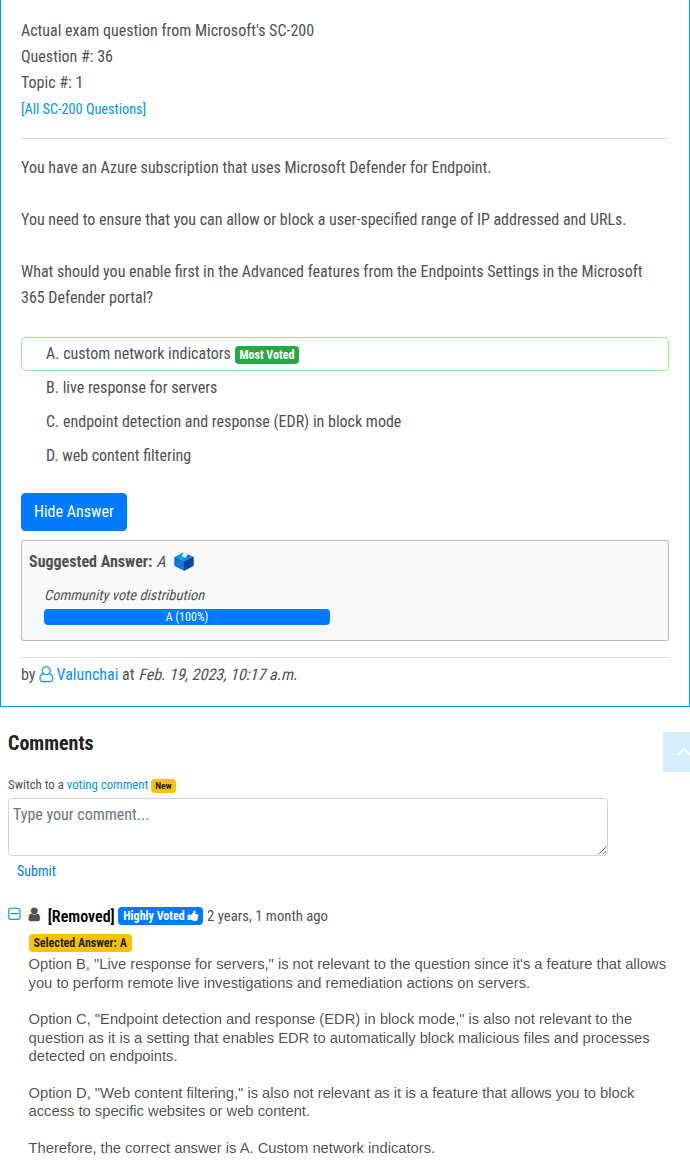 Actual exam question from Microsoft's SC-200
Question #: 36
Topic #: 1
[All SC-200 Questions]
You have an Azure subscription that uses Microsoft Defender for Endpoint.
You need to ensure that you can allow or block a user-specified range of IP addressed and URLs.
What should you enable first in the Advanced features from the Endpoints Settings in the Microsoft
365 Defender portal?
A. custom network indicators Most Voted
B. live response for servers
C. endpoint detection and response (EDR) in block mode
D. web content filtering
Hide Answer
Suggested Answer: A
Community vote distribution
A (100%)
by Valunchai at Feb. 19, 2023, 10:17 a.m.
Comments
Switch to a voting comment New
Type your comment...
Submit
[Removed] Highly Voted 2 years, 1 month ago
Selected Answer: A
Option B, "Live response for servers," is not relevant to the question since it's a feature that allows
you to perform remote live investigations and remediation actions on servers.
Option C, "Endpoint detection and response (EDR) in block mode," is also not relevant to the
question as it is a setting that enables EDR to automatically block malicious files and processes
detected on endpoints.
Option D, "Web content filtering," is also not relevant as it is a feature that allows you to block
access to specific websites or web content.
Therefore, the correct answer is A. Custom network indicators.